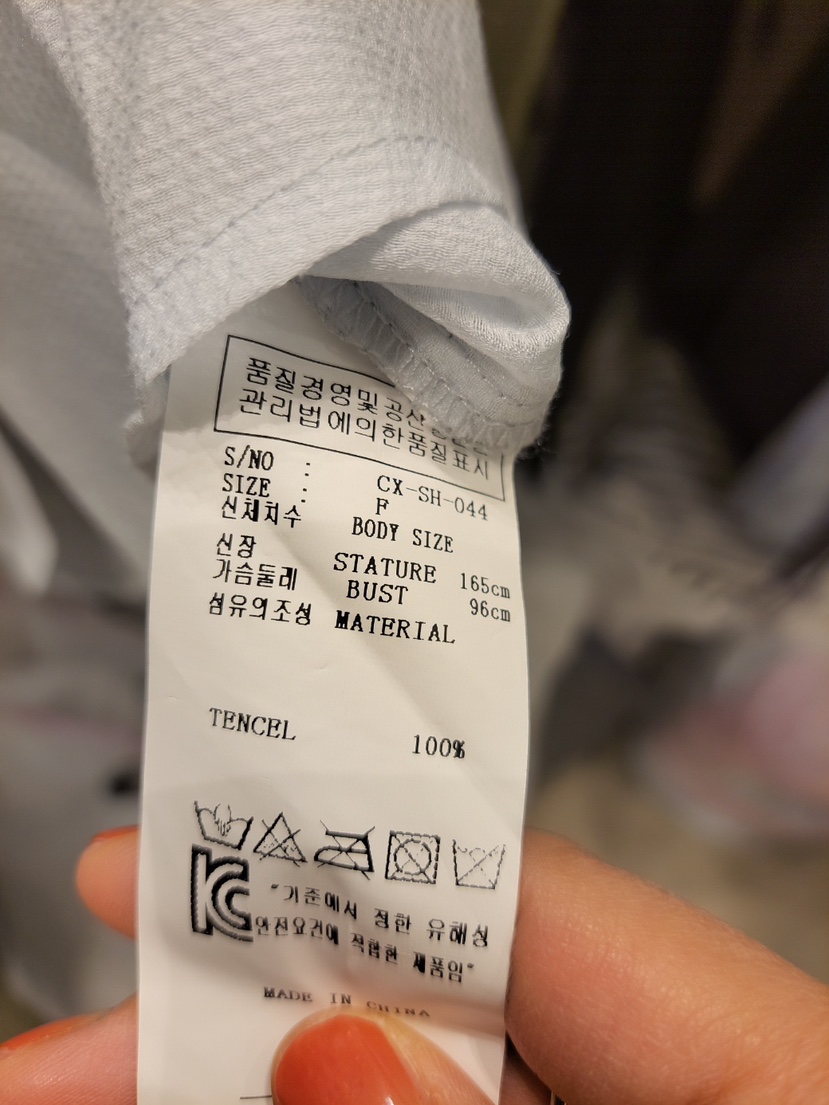 품질경영및공산
관리법에의한품질표시
S/NO : CX-SH-044
SIZE : F
신체치수 BODY SIZE
신장 STATURE 165cm
가슴둘레 BUST 96cm
섬유의조성 MATERIAL
TENCEL 100%
KC
"기준에서 정한 유해성
안전요건에 적합한 제품임"
MADE IN CHINA